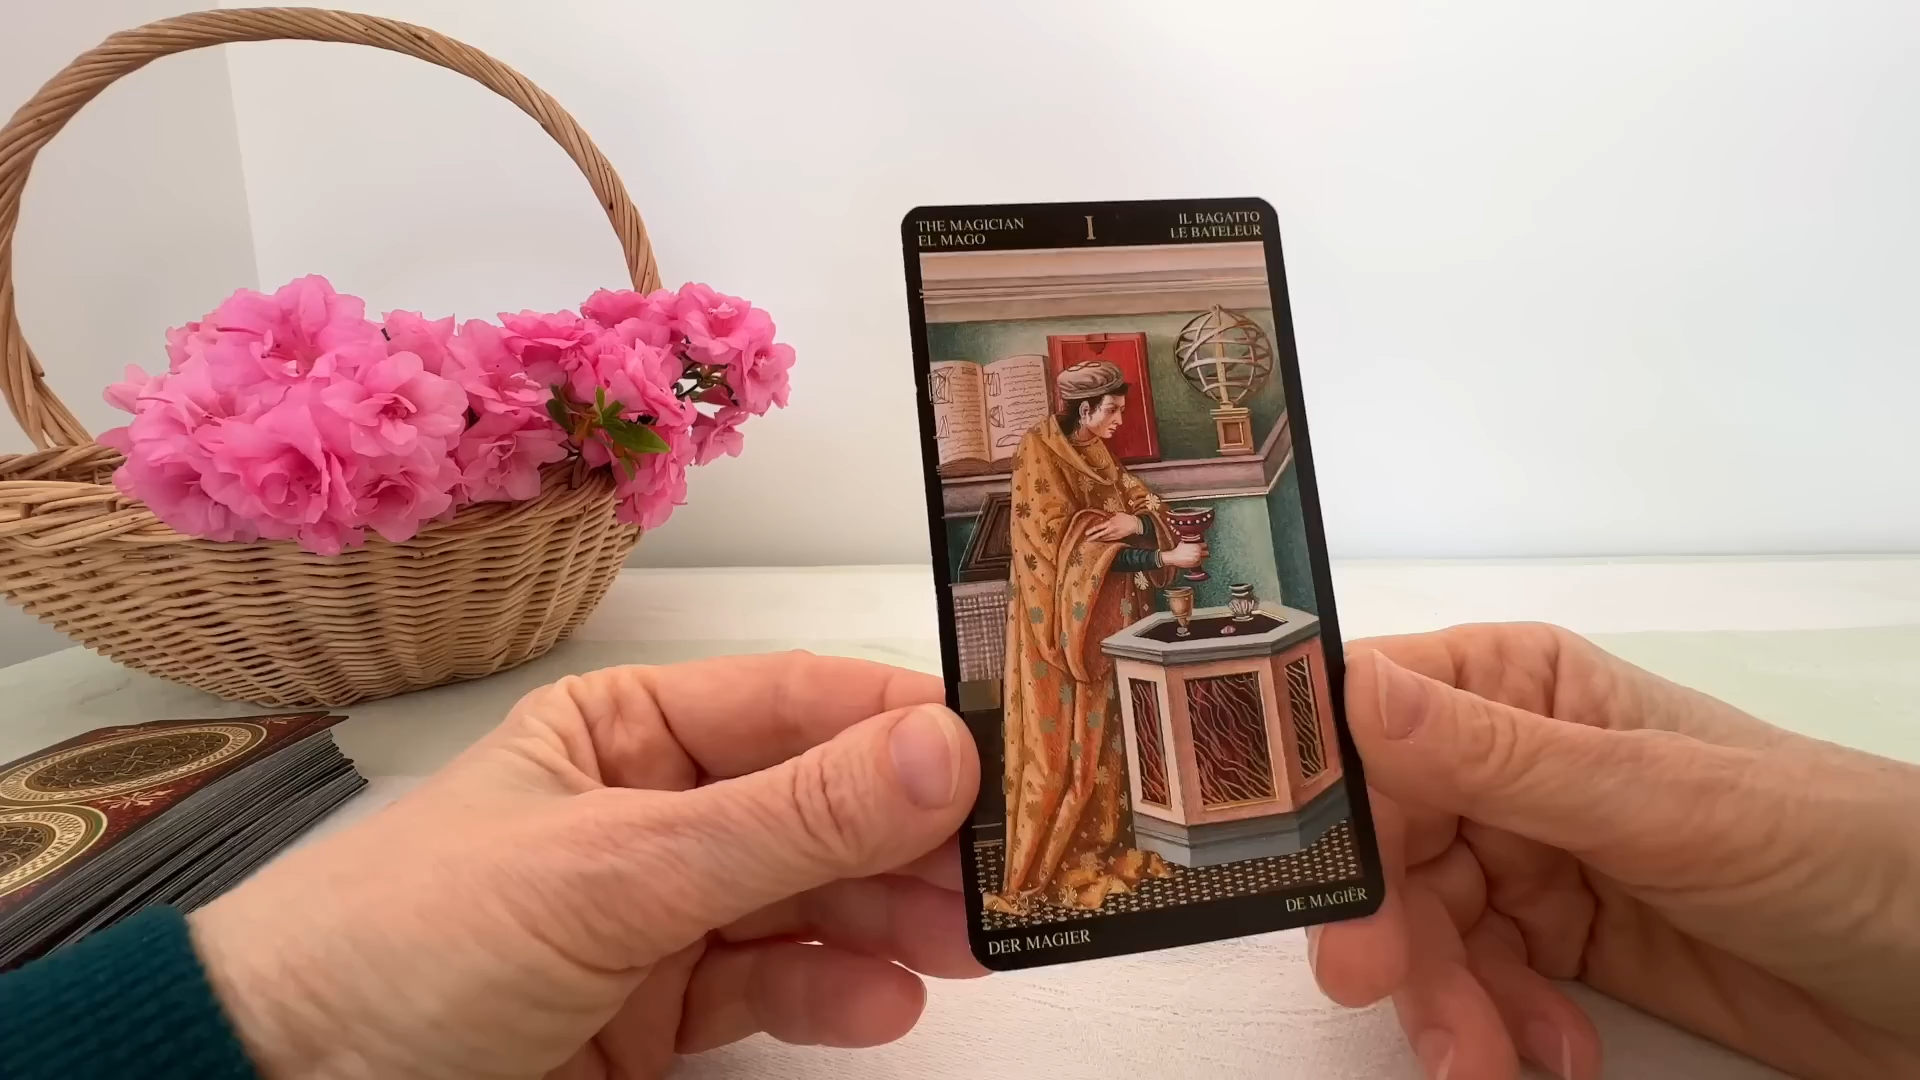 THE MAGICIAN
EL MAGO
I
IL BAGATTO
LE BATELEUR
DER MAGIER
DE MAGIËR